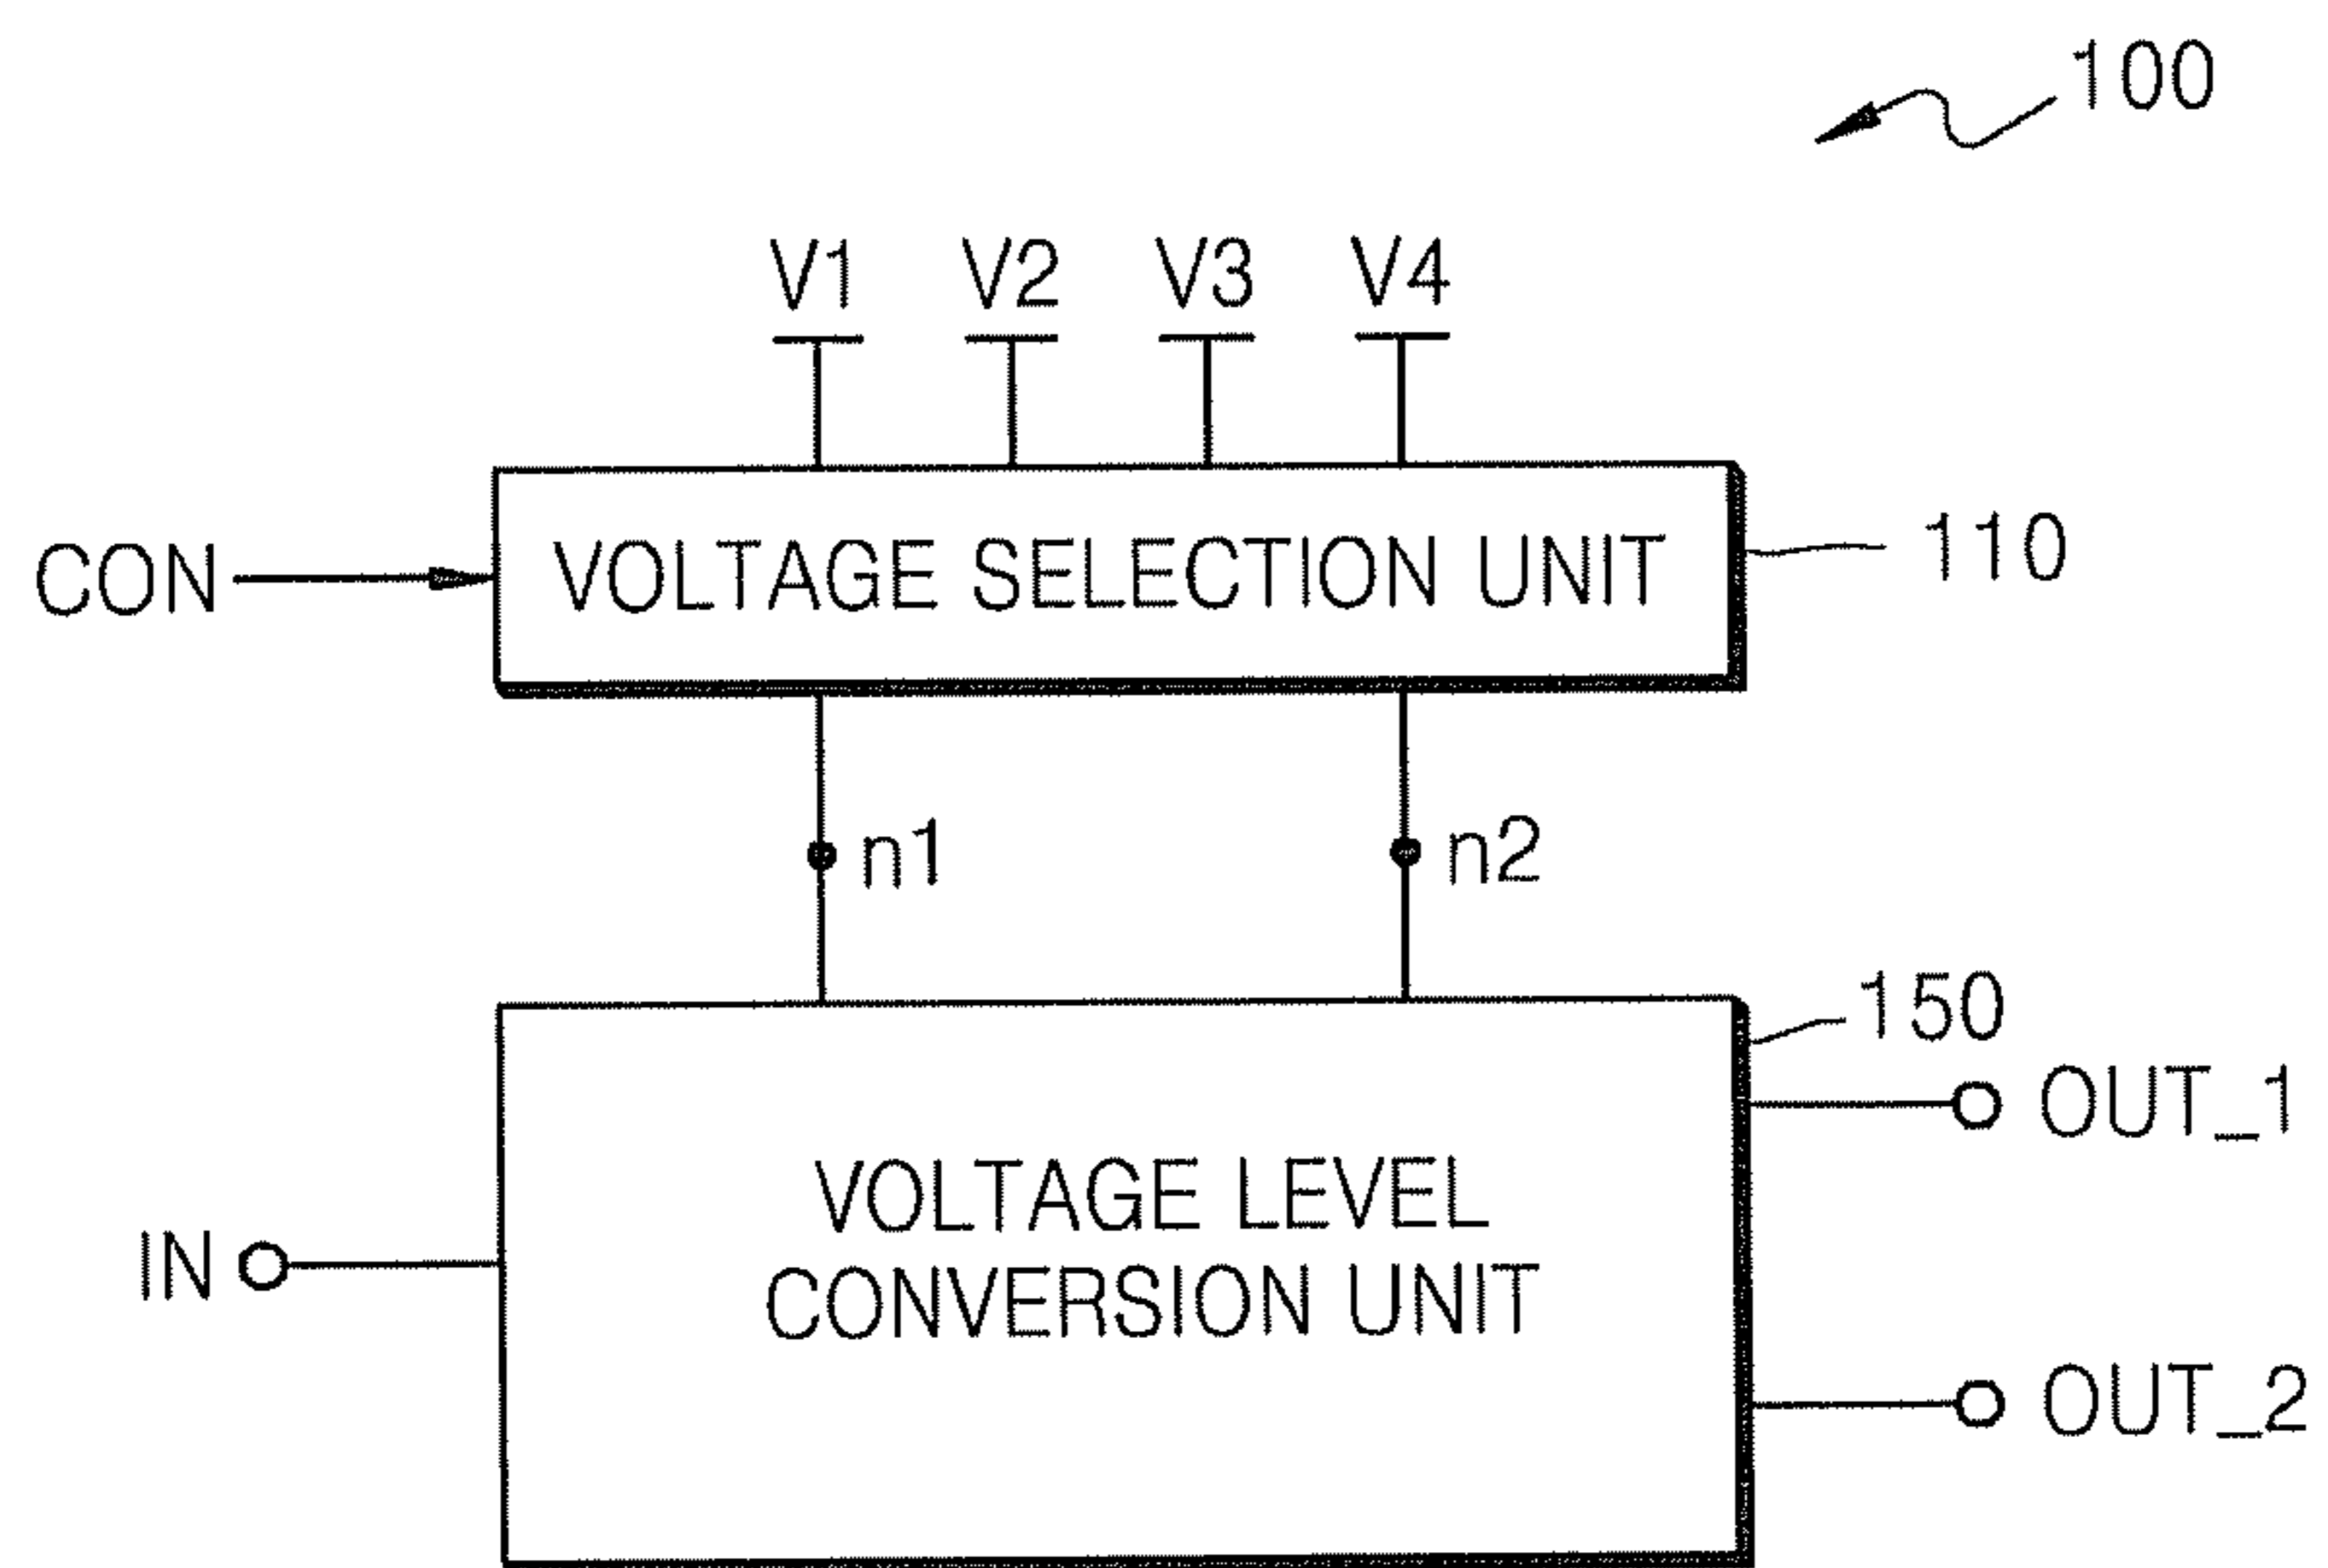 100
V1 V2 V3 V4
CON
VOLTAGE SELECTION UNIT
110
n1
n2
150
OUT_1
VOLTAGE LEVEL
CONVERSION UNIT
IN
OUT_2